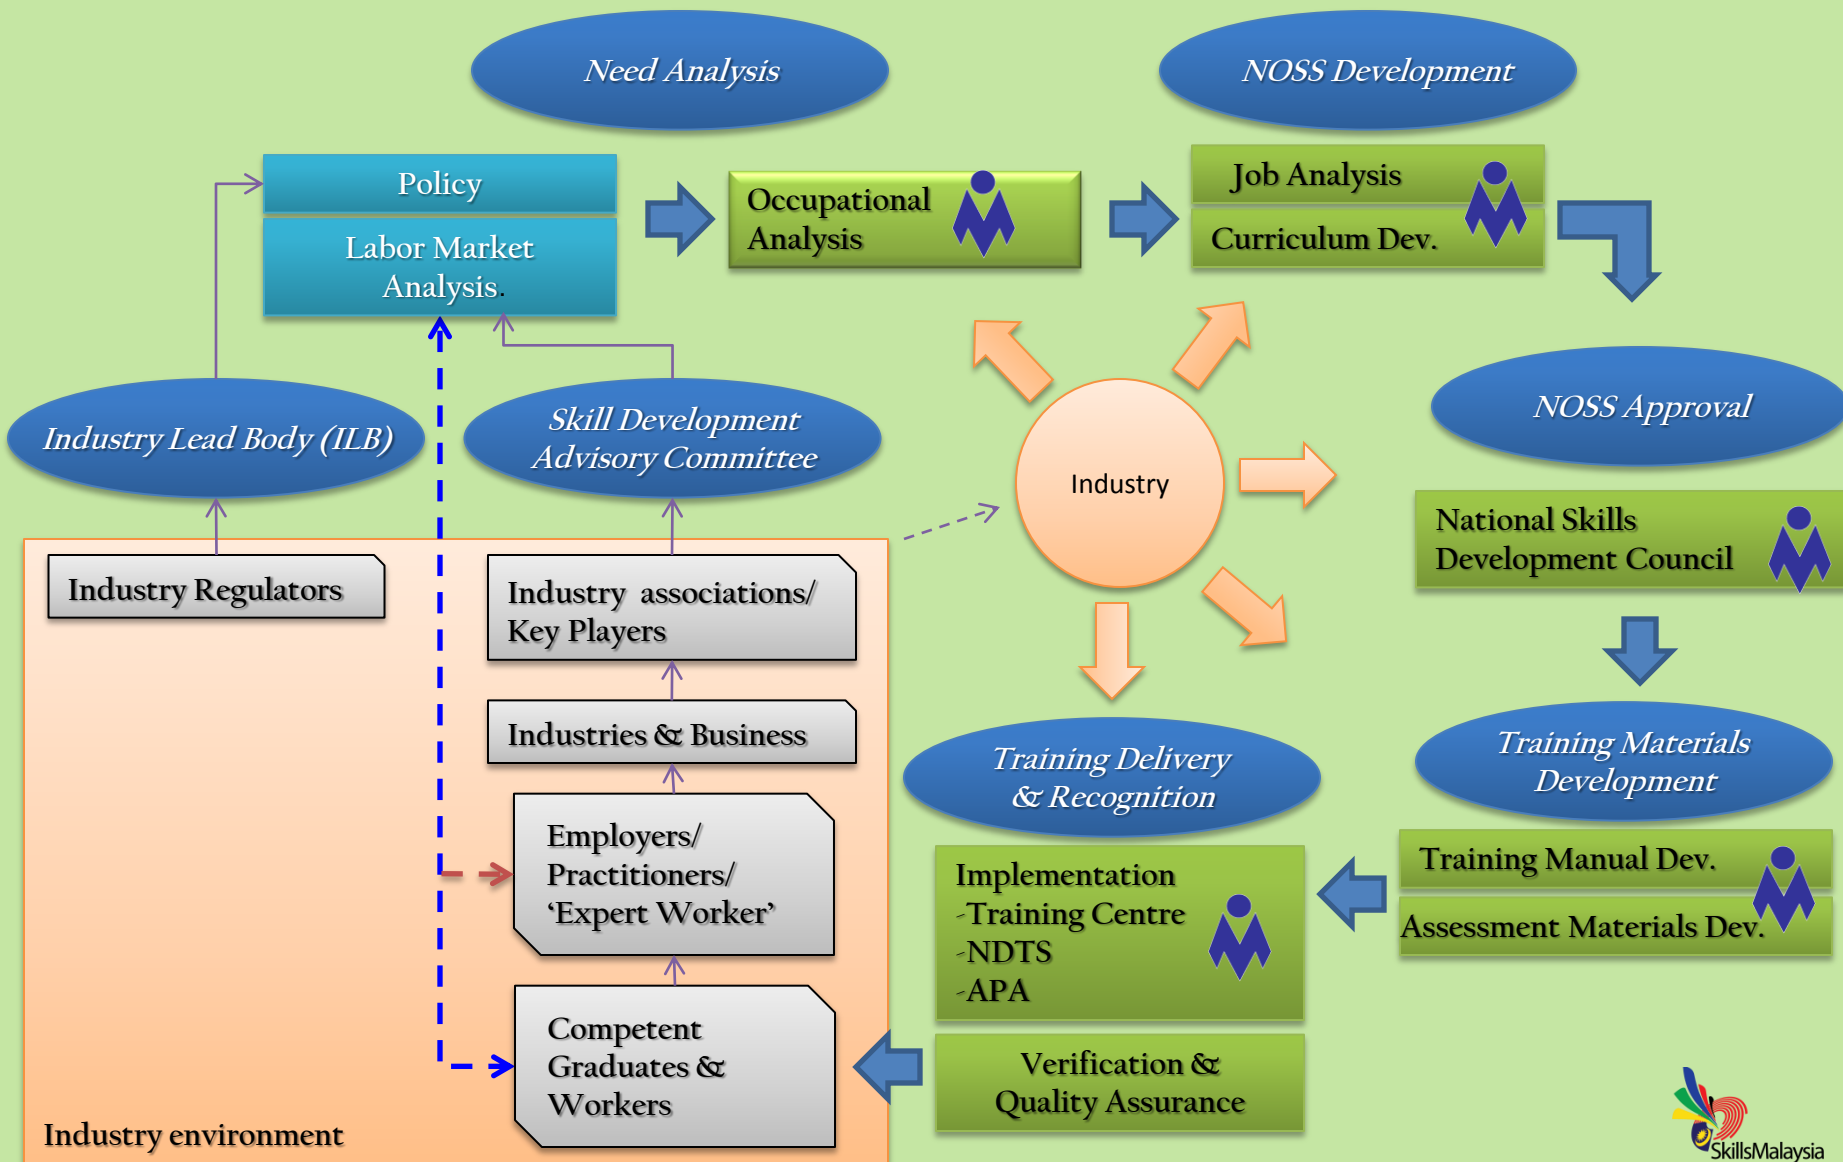 Need Analysis
NOSS Development
Policy
Labor Market
Analysis.
Occupational
Analysis
Job Analysis
Curriculum Dev.
Industry Lead Body (ILB)
Skill Development
Advisory Committee
Industry
NOSS Approval
National Skills
Development Council
Industry Regulators
Industry associations/
Key Players
Industries & Business
Employers/
Practitioners/
‘Expert Worker’
Competent
Graduates &
Workers
Industry environment
Training Delivery
& Recognition
Implementation
-Training Centre
-NDTS
-APA
Verification &
Quality Assurance
Training Materials
Development
Training Manual Dev.
Assessment Materials Dev.
SkillsMalaysia